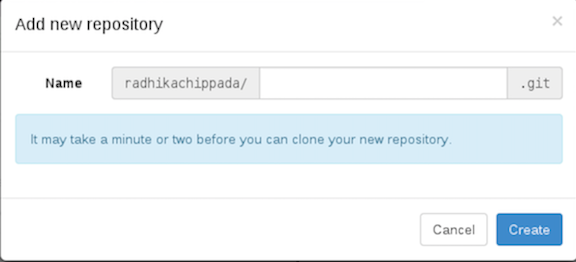 Add new repository ×
Name radhikachippada/ .git
It may take a minute or two before you can clone your new repository.
Cancel Create